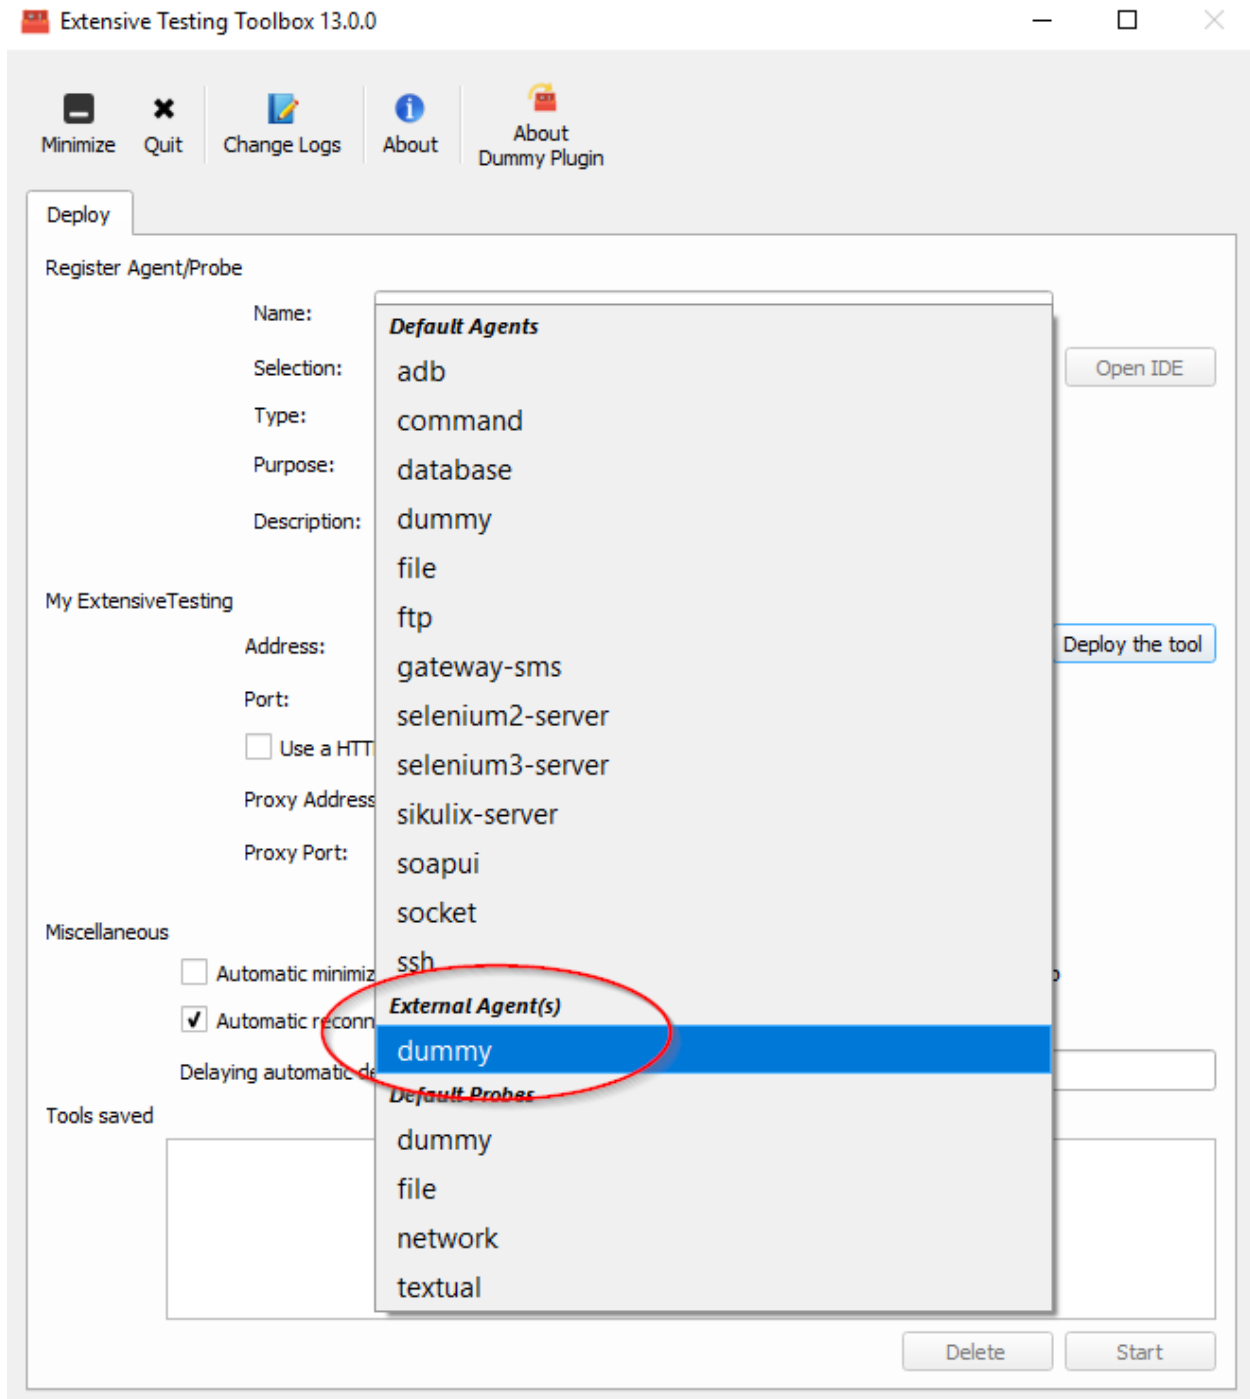 Extensive Testing Toolbox 13.0.0
Minimize
Quit
Change Logs
About
About
Dummy Plugin
Deploy
Register Agent/Probe
Name:
Selection:
Type:
Purpose:
Description:
Open IDE
My ExtensiveTesting
Address:
Deploy the tool
Port:
Use a
Proxy Address
Proxy Port:
Miscellaneous
Automatic
Automatic
Delaying automatic
Tools saved
Default Agents
adb
command
database
dummy
file
ftp
gateway-sms
selenium2-server
selenium3-server
sikulix-server
soapui
socket
ssh
External Agent(s)
dummy
Default Probes
dummy
file
network
textual
Delete
Start